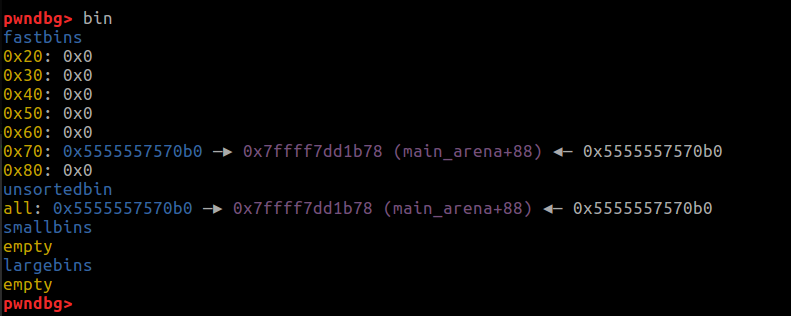 pwndbg> bin
fastbins
0x20: 0x0
0x30: 0x0
0x40: 0x0
0x50: 0x0
0x60: 0x0
0x70: 0x5555557570b0 —▸ 0x7ffff7dd1b78 (main_arena+88) ◂— 0x5555557570b0
0x80: 0x0
unsortedbin
all: 0x5555557570b0 —▸ 0x7ffff7dd1b78 (main_arena+88) ◂— 0x5555557570b0
smallbins
empty
largebins
empty
pwndbg>